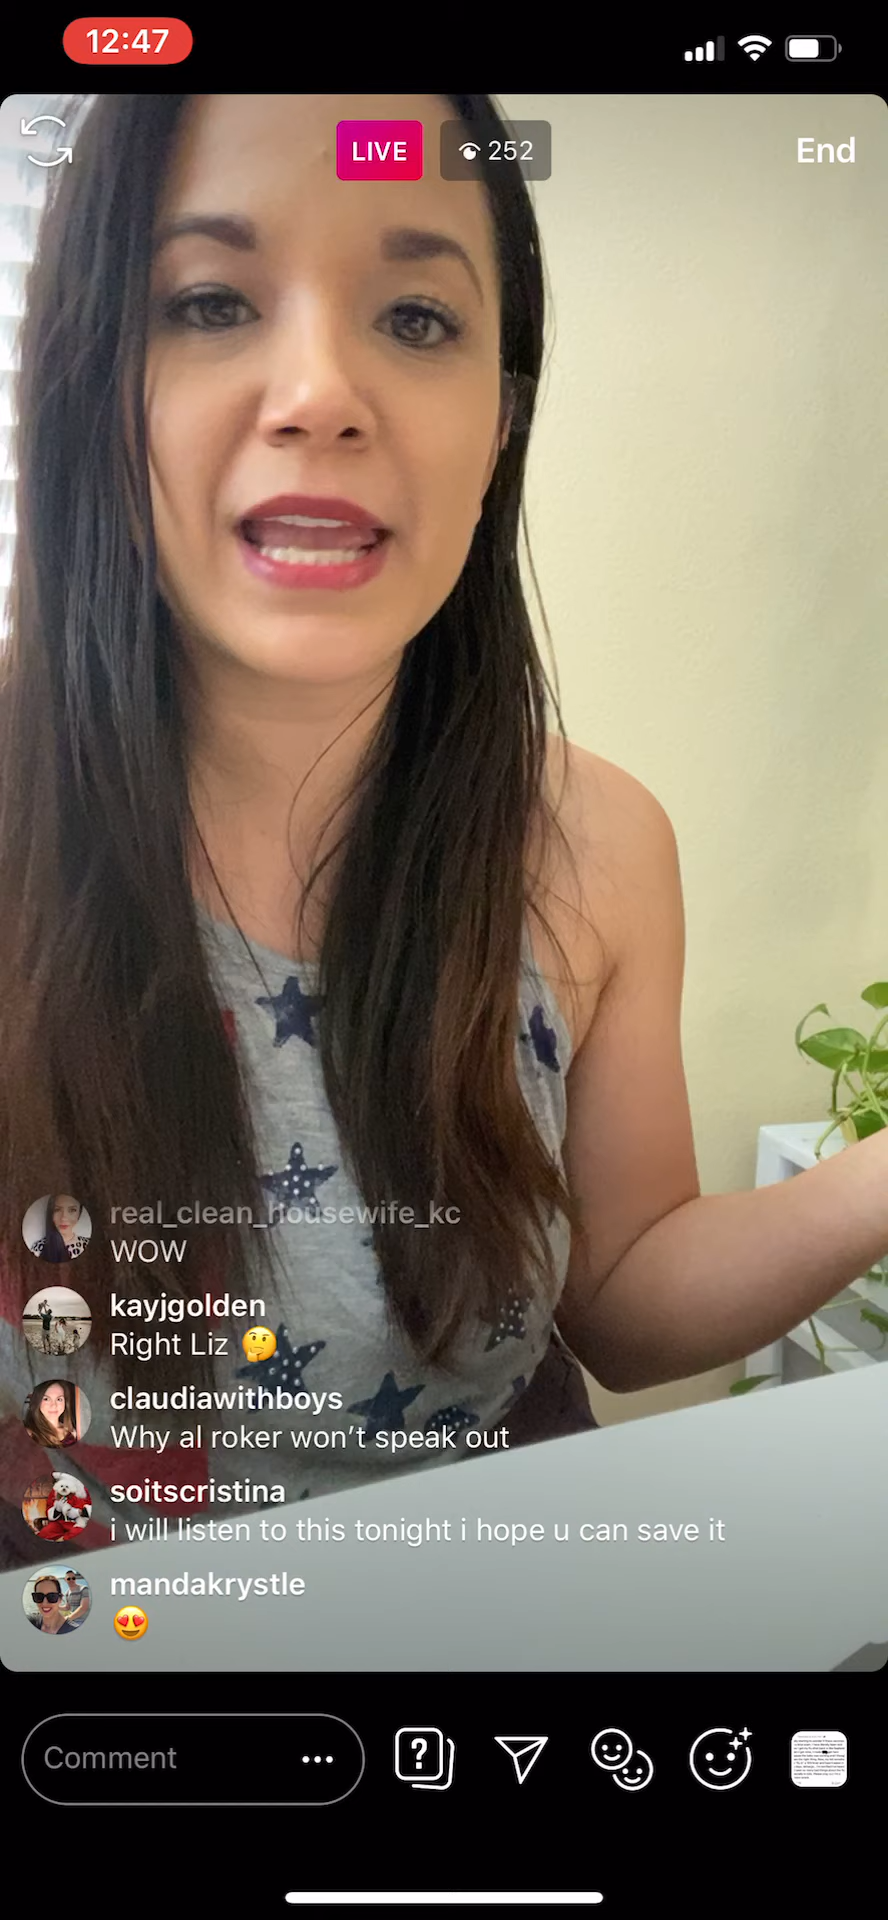 12:47
LIVE 252 End
real_clean_housewife_kc
WOW
kayjgolden
Right Liz 🤔
claudiawithboys
Why al roker won’t speak out
soitscristina
i will listen to this tonight i hope u can save it
mandakrystle
😍
Comment